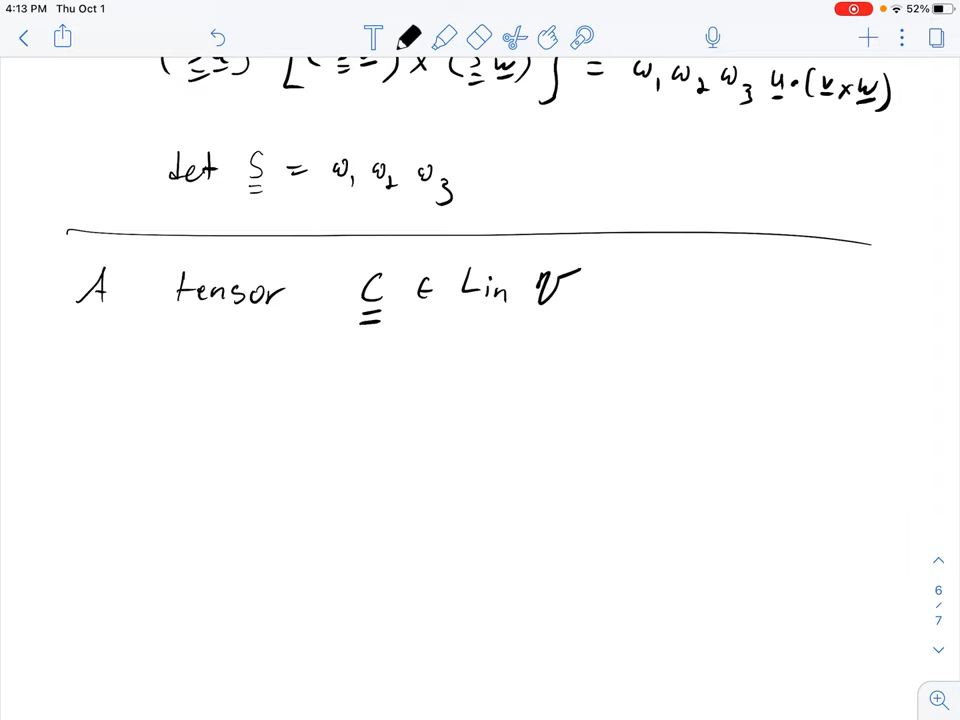 4:13 PM Thu Oct 1
52%
T
[ × ( S w ) ] = ω₁ ω₂ ω₃ u · (v × w)
det S = ω₁ ω₂ ω₃
A tensor C ∈ Lin V
6
/
7